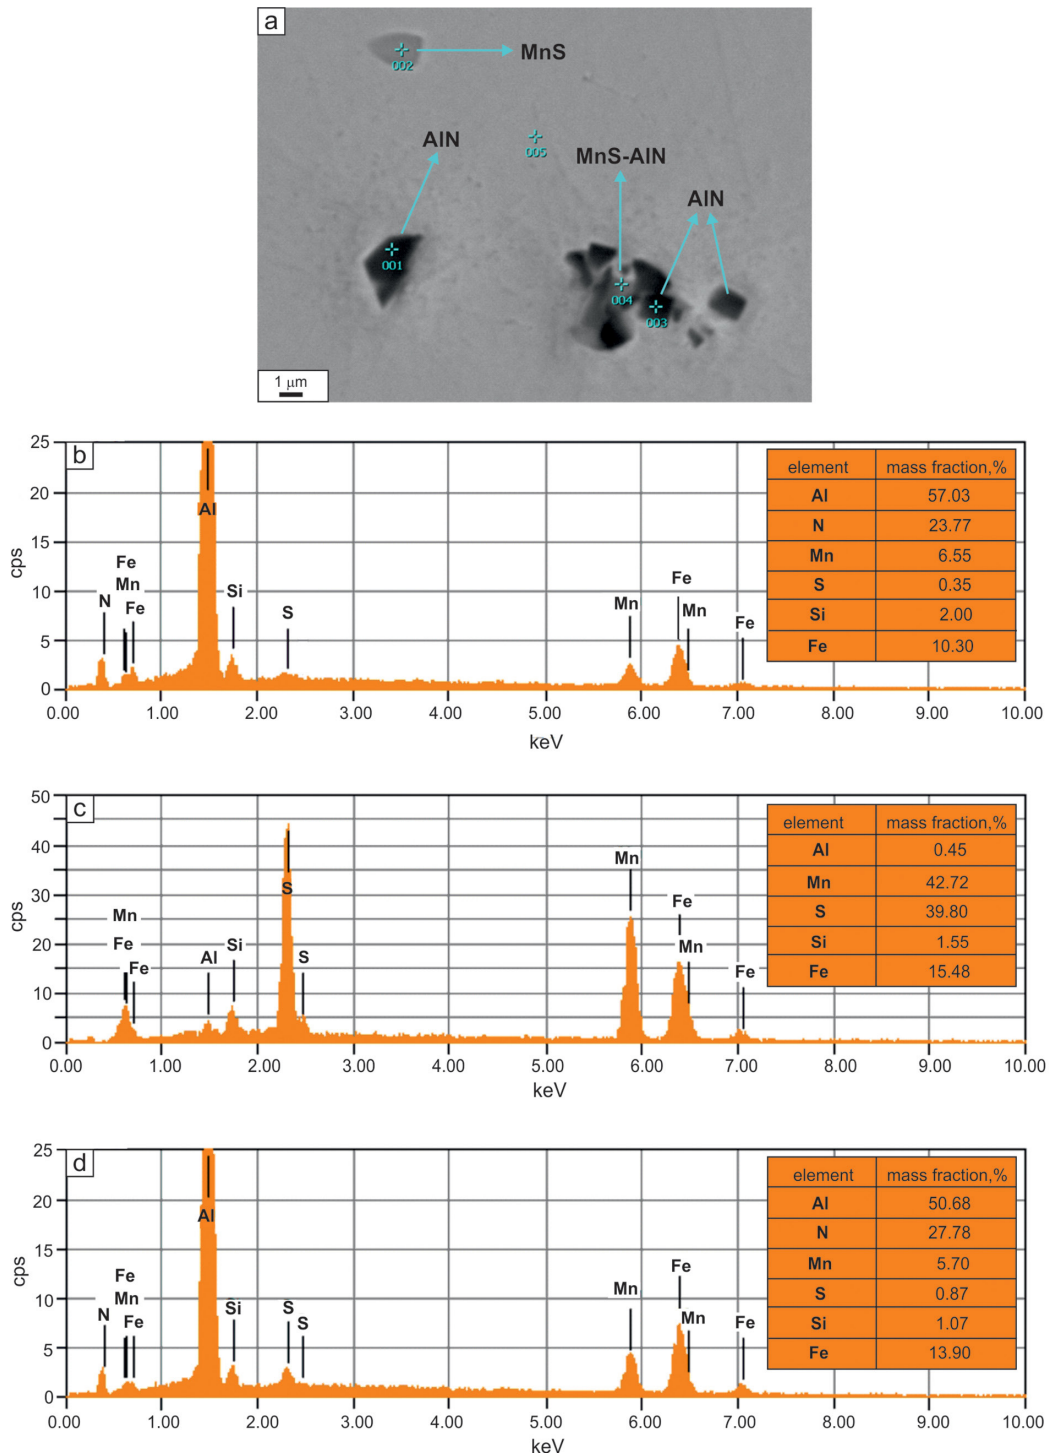 a
002
MnS
005
AlN
MnS-AlN
AlN
001
004
003
1 μm
b
25
20
15
10
5
0
cps
N
Fe
Mn
Fe
Al
Si
S
Mn
Fe
Mn
Fe
element mass fraction,%
Al 57.03
N 23.77
Mn 6.55
S 0.35
Si 2.00
Fe 10.30
0.00 1.00 2.00 3.00 4.00 5.00 6.00 7.00 8.00 9.00 10.00
keV
c
50
40
30
20
10
0
cps
Mn
Fe
Fe
Al
Si
S
S
Mn
Fe
Mn
Fe
element mass fraction,%
Al 0.45
Mn 42.72
S 39.80
Si 1.55
Fe 15.48
0.00 1.00 2.00 3.00 4.00 5.00 6.00 7.00 8.00 9.00 10.00
keV
d
25
20
15
10
5
0
cps
N
Fe
Mn
Fe
Al
Si
S
S
Mn
Fe
Mn
Fe
element mass fraction,%
Al 50.68
N 27.78
Mn 5.70
S 0.87
Si 1.07
Fe 13.90
0.00 1.00 2.00 3.00 4.00 5.00 6.00 7.00 8.00 9.00 10.00
keV